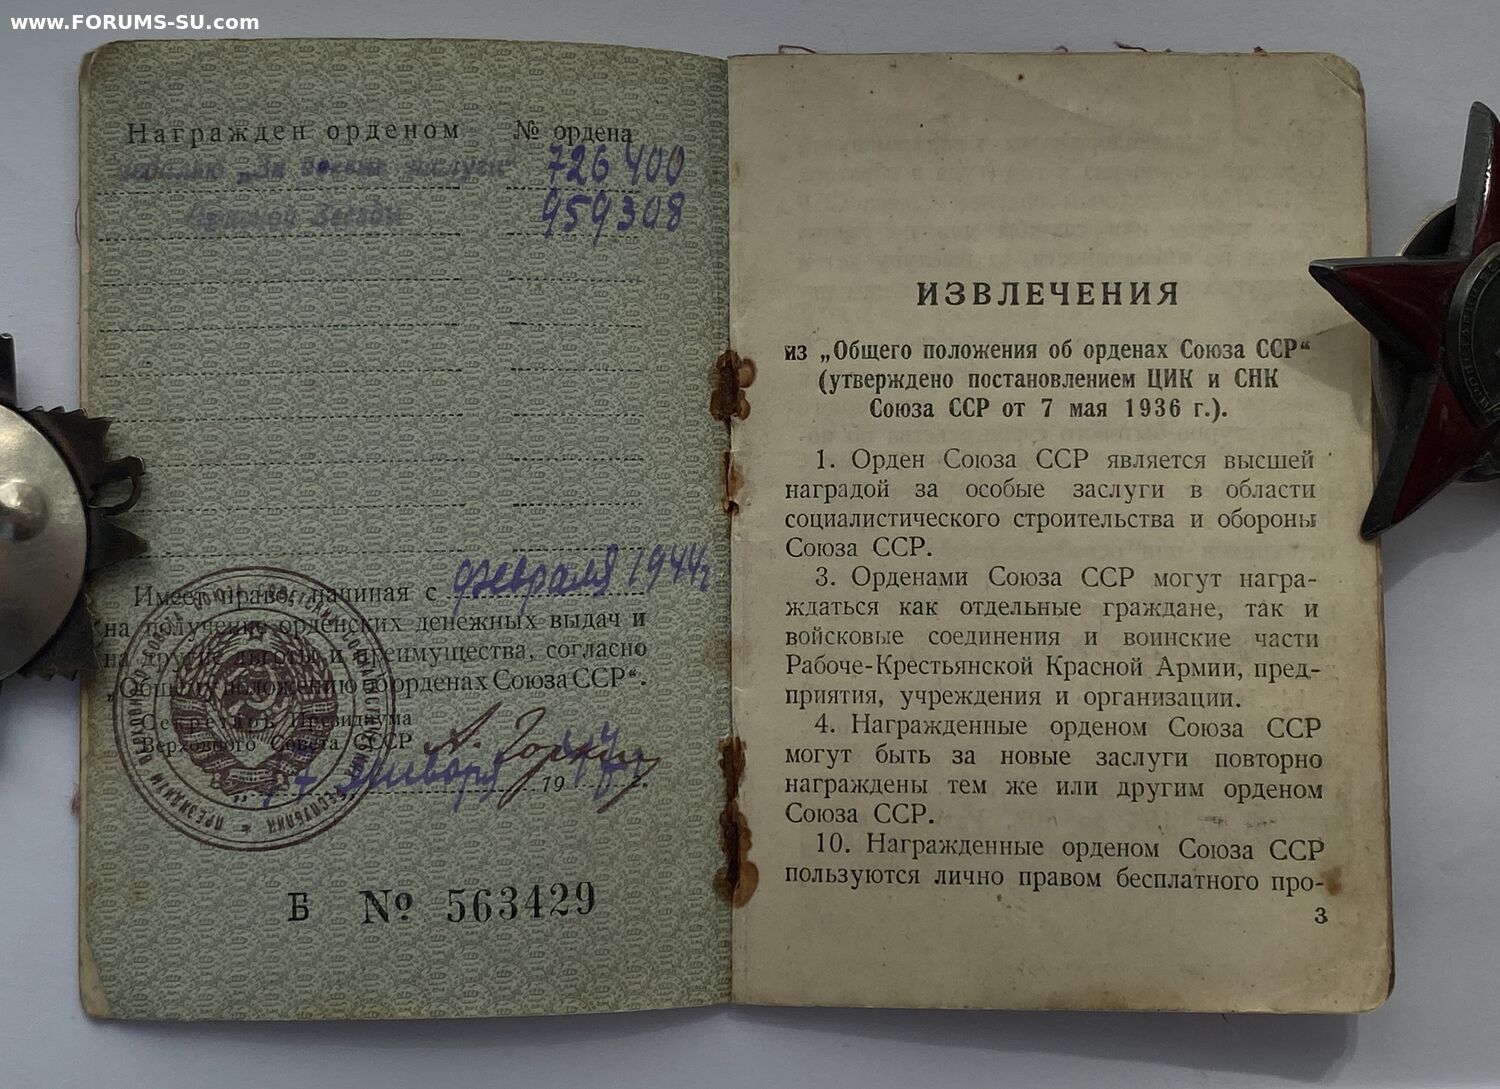 www.FORUMS-SU.com
Награжден орденом № ордена
медалью „За боевые заслуги“ 726400
Красной Звезды 959308
Имеет право, начиная с февраля 1944г
на получение орденских денежных выдач и
на другие льготы и преимущества, согласно
„Общему положению об орденах Союза ССР“.
Секретарь Президиума
Верховного Совета СССР А. Горкин
января 1947 г.
Б № 563429
ИЗВЛЕЧЕНИЯ
из „Общего положения об орденах Союза ССР“
(утверждено постановлением ЦИК и СНК
Союза ССР от 7 мая 1936 г.).
1. Орден Союза ССР является высшей
наградой за особые заслуги в области
социалистического строительства и обороны
Союза ССР.
3. Орденами Союза ССР могут награ-
ждаться как отдельные граждане, так и
войсковые соединения и воинские части
Рабоче-Крестьянской Красной Армии, пред-
приятия, учреждения и организации.
4. Награжденные орденом Союза ССР
могут быть за новые заслуги повторно
награждены тем же или другим орденом
Союза ССР.
10. Награжденные орденом Союза ССР
пользуются лично правом бесплатного про-
3